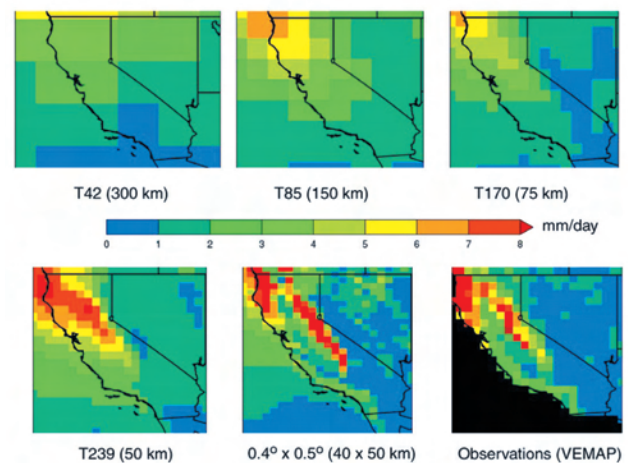 T42 (300 km)
T85 (150 km)
T170 (75 km)
mm/day
0 1 2 3 4 5 6 7 8
T239 (50 km)
0.4° x 0.5° (40 x 50 km)
Observations (VEMAP)